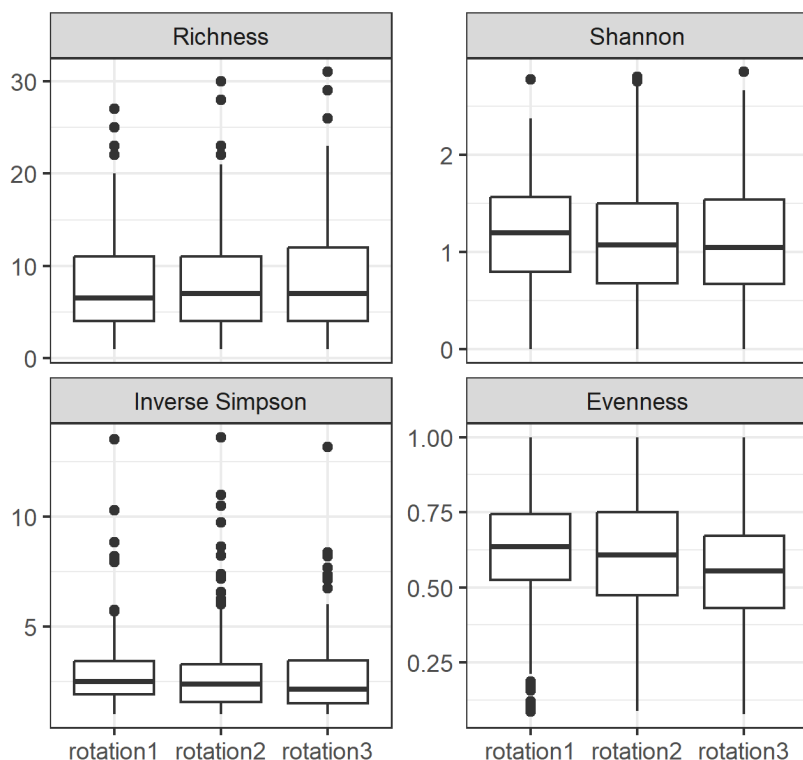 Richness
Shannon
30
20
10
0
2
1
0
Inverse Simpson
Evenness
10
5
1.00
0.75
0.50
0.25
rotation1 rotation2 rotation3
rotation1 rotation2 rotation3